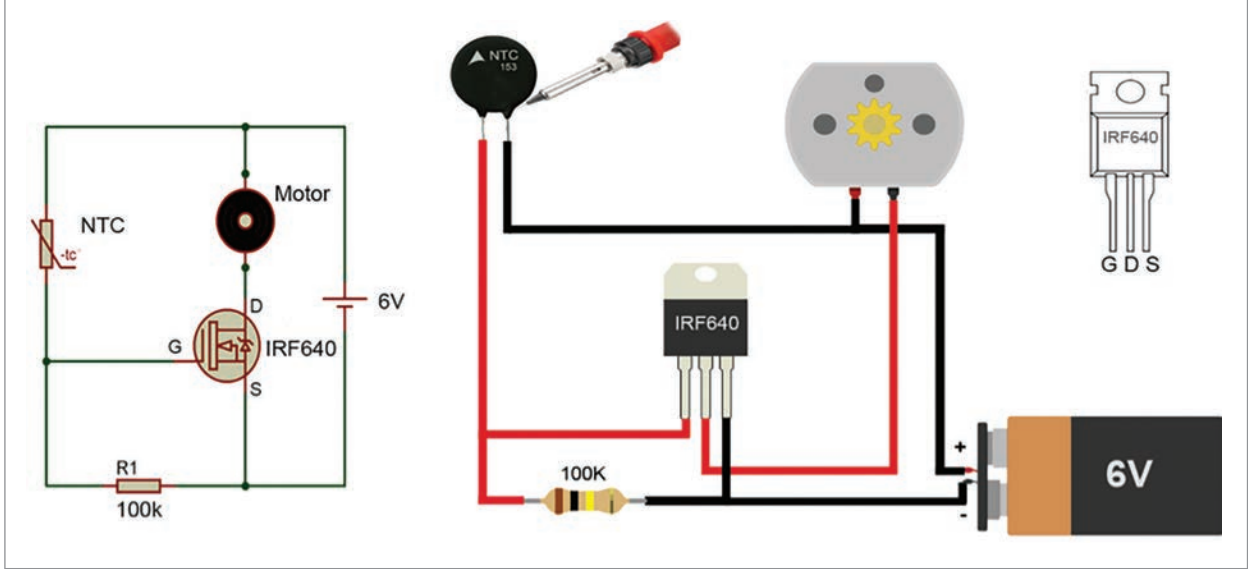 NTC
-tc
Motor
D
G
IRF640
S
6V
R1
100k
NTC
153
IRF640
100K
+
-
6V
IRF640
G D S